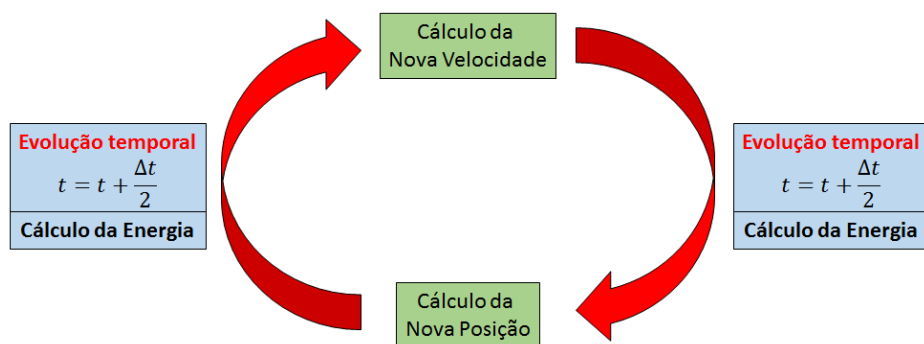 Cálculo da
Nova Velocidade
Evolução temporal
t = t + Δt/2
Cálculo da Energia
Evolução temporal
t = t + Δt/2
Cálculo da Energia
Cálculo da
Nova Posição